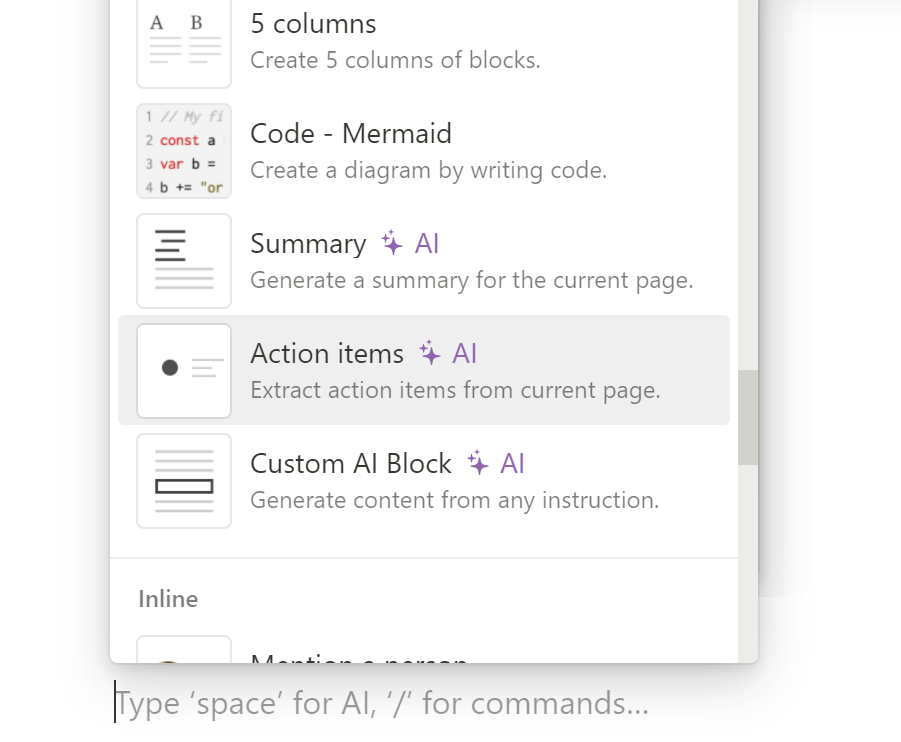 A B
5 columns
Create 5 columns of blocks.
1 // My fi
2 const a
3 var b =
4 b += "or
Code - Mermaid
Create a diagram by writing code.
Summary AI
Generate a summary for the current page.
Action items AI
Extract action items from current page.
Custom AI Block AI
Generate content from any instruction.
Inline
Mention a person
Type ‘space’ for AI, ‘/’ for commands…